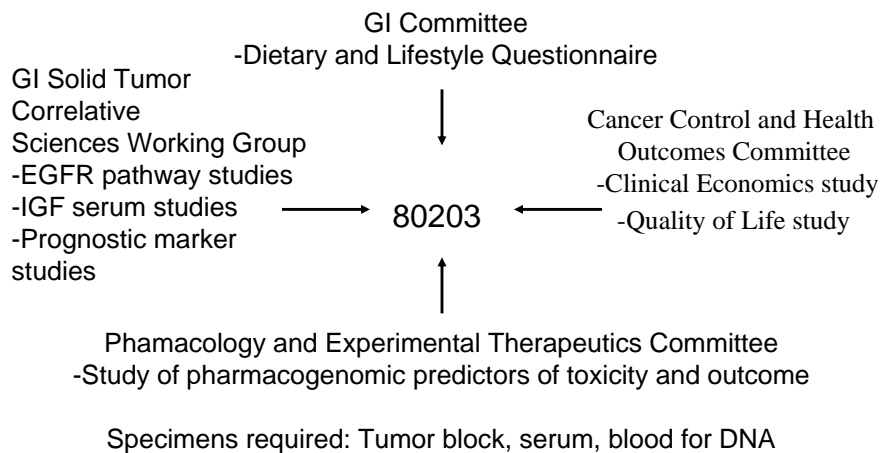 GI Committee
-Dietary and Lifestyle Questionnaire
GI Solid Tumor
Correlative
Sciences Working Group
-EGFR pathway studies
-IGF serum studies
-Prognostic marker
studies
80203
Cancer Control and Health
Outcomes Committee
-Clinical Economics study
-Quality of Life study
Phamacology and Experimental Therapeutics Committee
-Study of pharmacogenomic predictors of toxicity and outcome
Specimens required: Tumor block, serum, blood for DNA